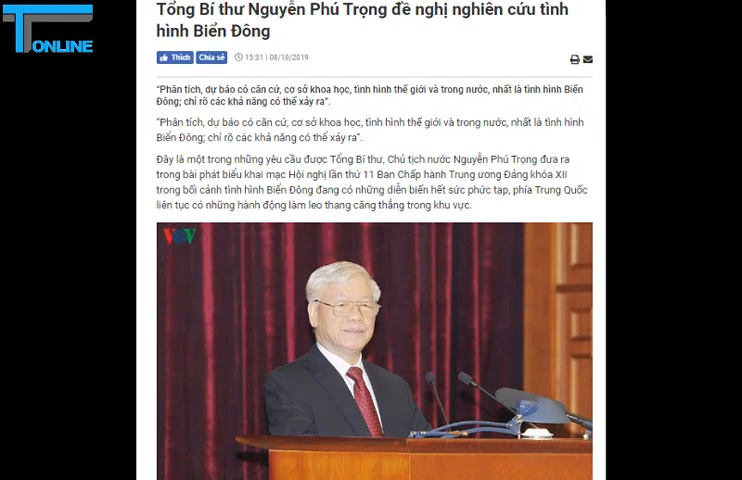 T
ONLINE
Tổng Bí thư Nguyễn Phú Trọng đề nghị nghiên cứu tình
hình Biển Đông
Thích Chia sẻ 15:31 | 08/10/2019
"Phân tích, dự báo có căn cứ, cơ sở khoa học, tình hình thế giới và trong nước, nhất là tình hình Biển
Đông; chỉ rõ các khả năng có thể xảy ra".
"Phân tích, dự báo có căn cứ, cơ sở khoa học, tình hình thế giới và trong nước, nhất là tình hình Biển
Đông; chỉ rõ các khả năng có thể xảy ra".
Đây là một trong những yêu cầu được Tổng Bí thư, Chủ tịch nước Nguyễn Phú Trọng đưa ra
trong bài phát biểu khai mạc Hội nghị lần thứ 11 Ban Chấp hành Trung ương Đảng khóa XII
trong bối cảnh tình hình Biển Đông đang có những diễn biến hết sức phức tạp, phía Trung Quốc
liên tục có những hành động làm leo thang căng thẳng trong khu vực.
VOV